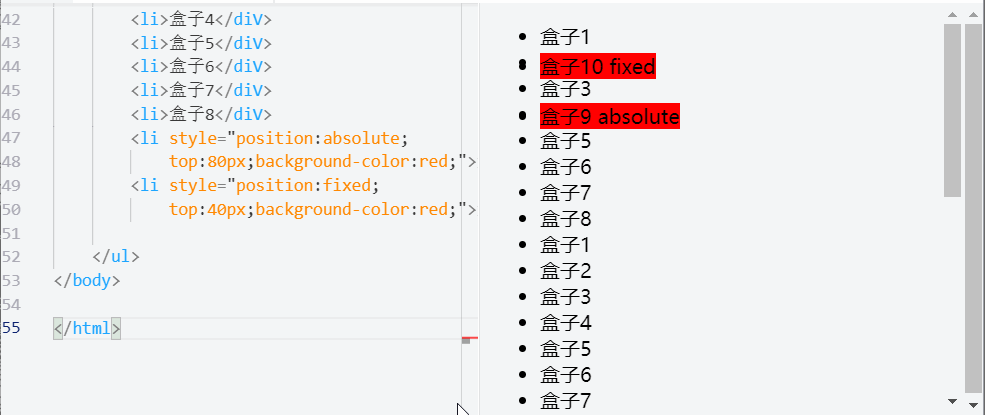 42 <li>盒子4</diV>
43 <li>盒子5</diV>
44 <li>盒子6</diV>
45 <li>盒子7</diV>
46 <li>盒子8</diV>
47 <li style="position:absolute;
48 top:80px;background-color:red;">
49 <li style="position:fixed;
50 top:40px;background-color:red;">
51
52 </ul>
53 </body>
54
55 </html>
盒子1
盒子10 fixed
盒子3
盒子9 absolute
盒子5
盒子6
盒子7
盒子8
盒子1
盒子2
盒子3
盒子4
盒子5
盒子6
盒子7